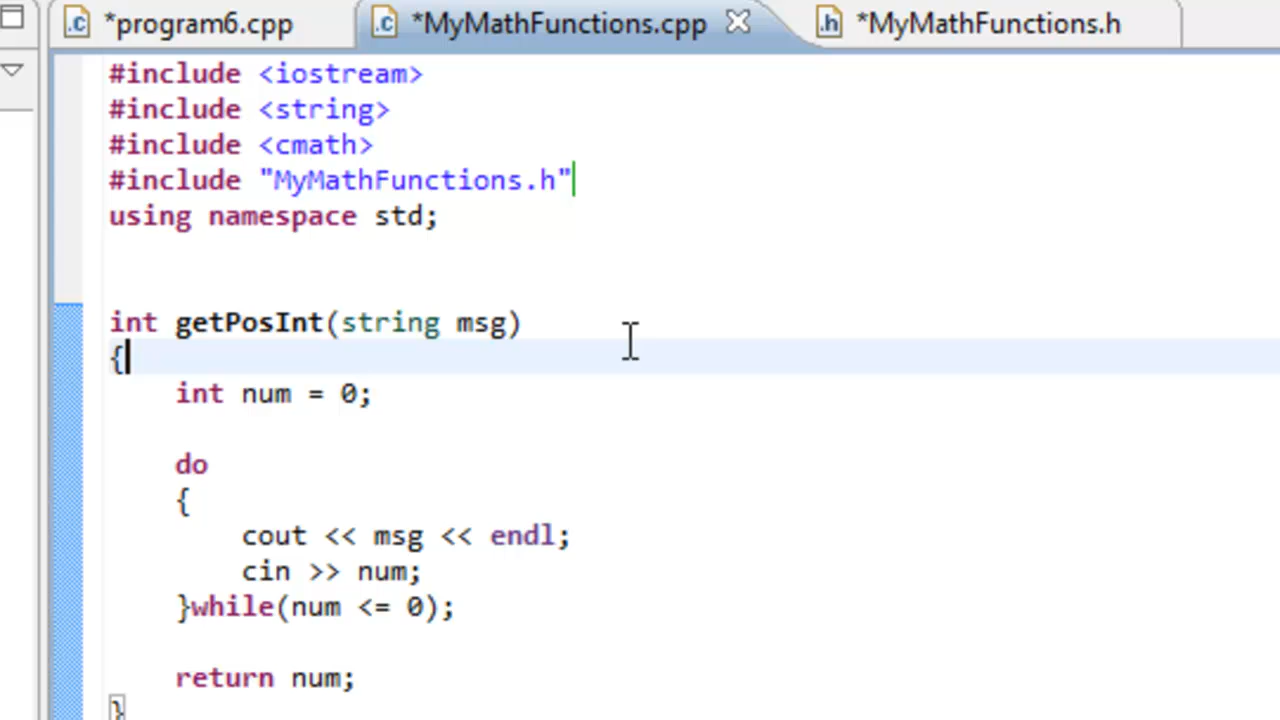 *program6.cpp *MyMathFunctions.cpp *MyMathFunctions.h
#include <iostream>
#include <string>
#include <cmath>
#include "MyMathFunctions.h"
using namespace std;
int getPosInt(string msg)
{
    int num = 0;
    do
    {
        cout << msg << endl;
        cin >> num;
    }while(num <= 0);
    return num;
}